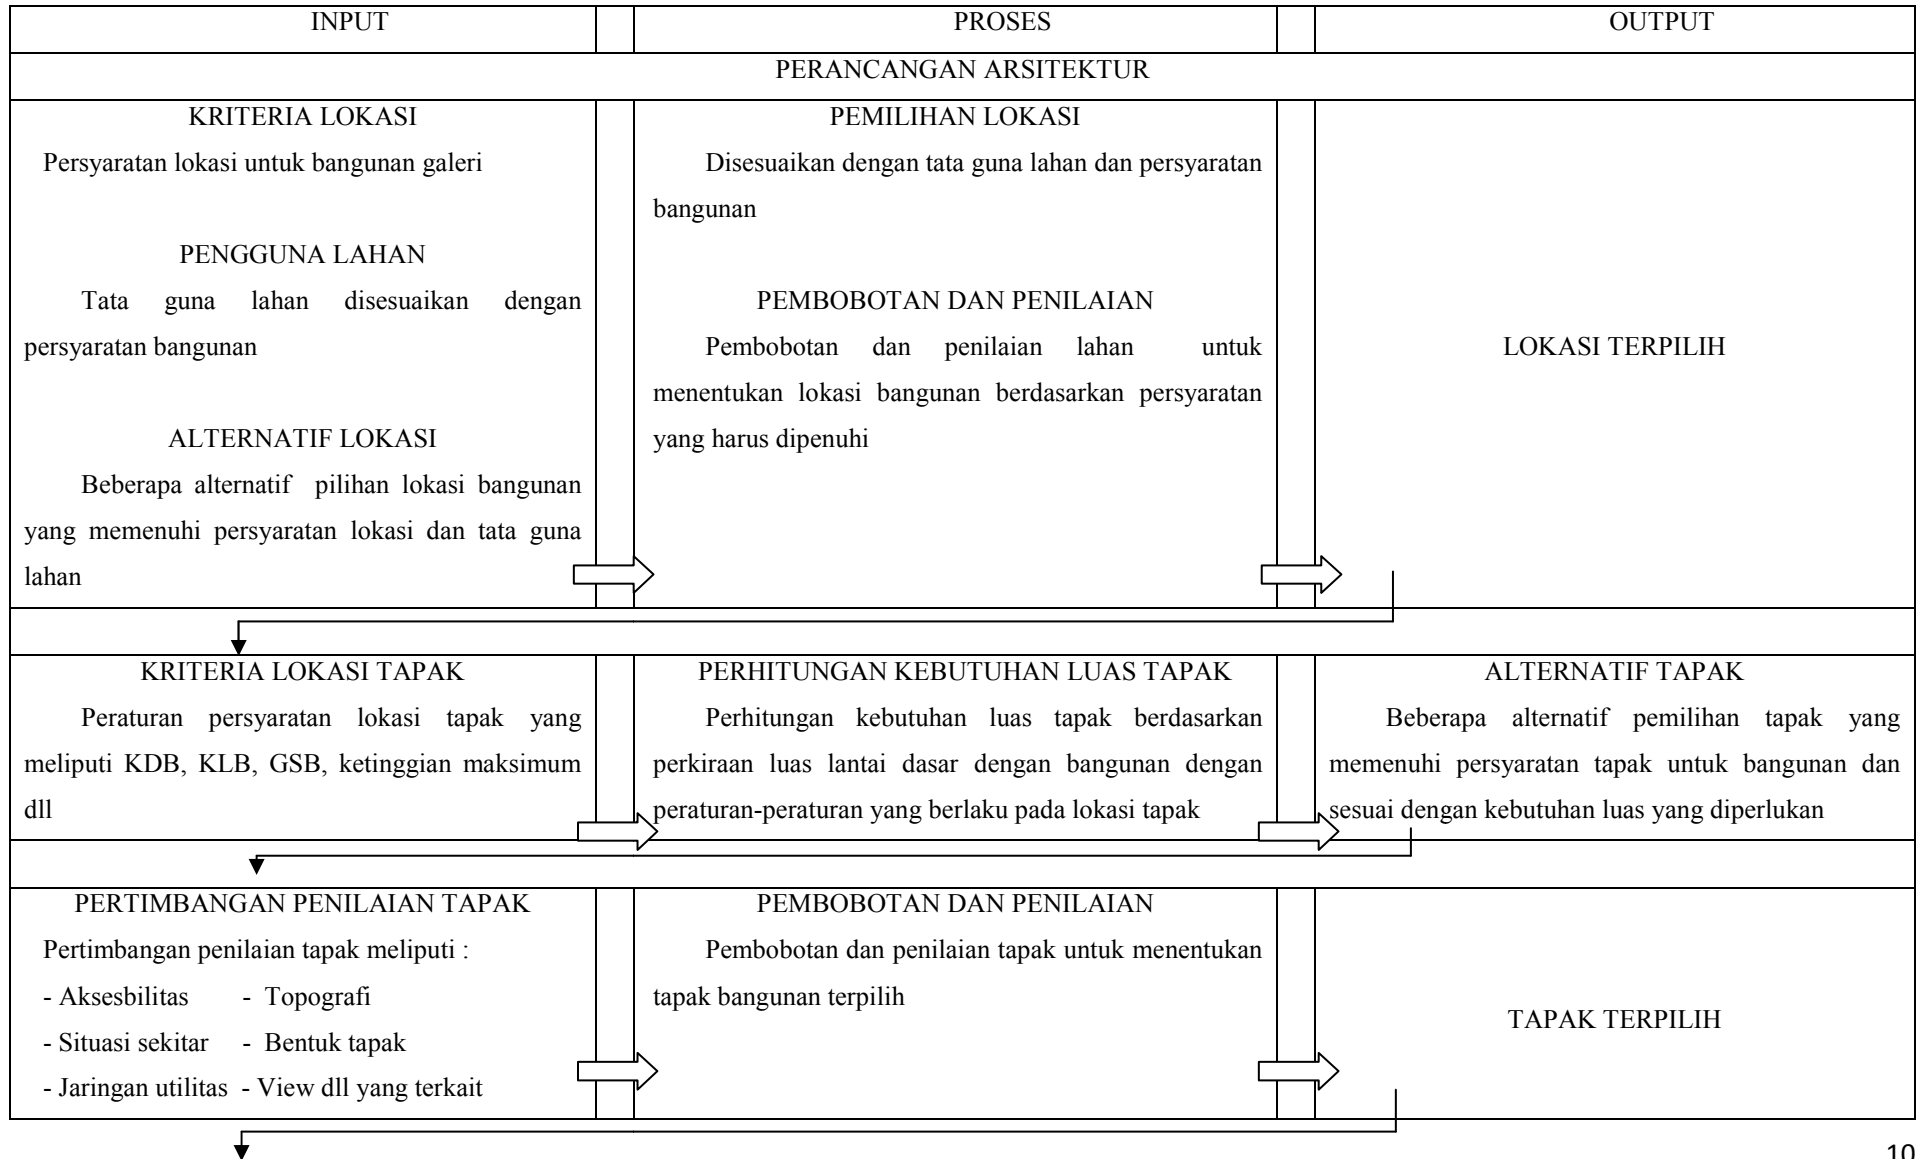 INPUT
PROSES
OUTPUT
PERANCANGAN ARSITEKTUR
KRITERIA LOKASI
Persyaratan lokasi untuk bangunan galeri
PENGGUNA LAHAN
Tata guna lahan disesuaikan dengan
persyaratan bangunan
ALTERNATIF LOKASI
Beberapa alternatif pilihan lokasi bangunan
yang memenuhi persyaratan lokasi dan tata guna
lahan
PEMILIHAN LOKASI
Disesuaikan dengan tata guna lahan dan persyaratan
bangunan
PEMBOBOTAN DAN PENILAIAN
Pembobotan dan penilaian lahan untuk
menentukan lokasi bangunan berdasarkan persyaratan
yang harus dipenuhi
LOKASI TERPILIH
KRITERIA LOKASI TAPAK
Peraturan persyaratan lokasi tapak yang
meliputi KDB, KLB, GSB, ketinggian maksimum
dll
PERHITUNGAN KEBUTUHAN LUAS TAPAK
Perhitungan kebutuhan luas tapak berdasarkan
perkiraan luas lantai dasar dengan bangunan dengan
peraturan-peraturan yang berlaku pada lokasi tapak
ALTERNATIF TAPAK
Beberapa alternatif pemilihan tapak yang
memenuhi persyaratan tapak untuk bangunan dan
sesuai dengan kebutuhan luas yang diperlukan
PERTIMBANGAN PENILAIAN TAPAK
Pertimbangan penilaian tapak meliputi :
- Aksesbilitas - Topografi
- Situasi sekitar - Bentuk tapak
- Jaringan utilitas - View dll yang terkait
PEMBOBOTAN DAN PENILAIAN
Pembobotan dan penilaian tapak untuk menentukan
tapak bangunan terpilih
TAPAK TERPILIH
10